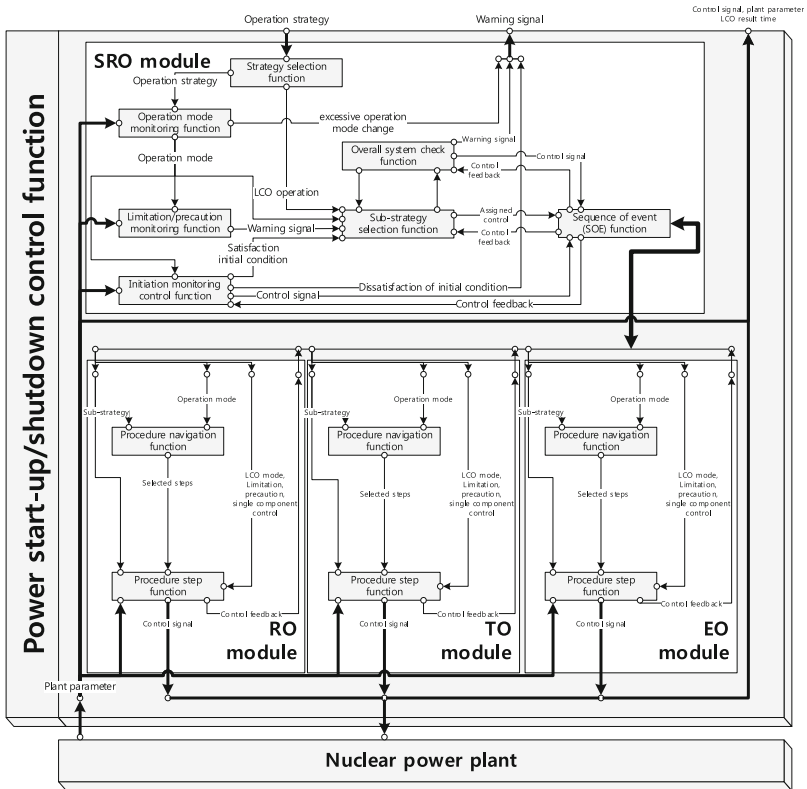 Operation strategy
Warning signal
Control signal, plant parameter
LCO result time
Power start-up/shutdown control function
SRO module
Strategy selection
function
Operation strategy
Operation mode
monitoring function
excessive operation
mode change
Warning signal
Overall system check
function
Control signal
Control
feedback
Operation mode
LCO operation
Limitation/precaution
monitoring function
Warning signal
Sub-strategy
selection function
Assigned
control
Control
feedback
Sequence of event
(SOE) function
Satisfaction
initial condition
Initiation monitoring
control function
Dissatisfaction of initial condition
Control signal
Control feedback
Operation mode
Sub-strategy
Procedure navigation
function
Selected steps
LCO mode,
Limitation,
precaution,
single component
control
Procedure step
function
Control feedback
Control signal
RO
module
Operation mode
Sub-strategy
Procedure navigation
function
Selected steps
LCO mode,
Limitation,
precaution,
single component
control
Procedure step
function
Control feedback
Control signal
TO
module
Operation mode
Sub-strategy
Procedure navigation
function
Selected steps
LCO mode,
Limitation,
precaution,
single component
control
Procedure step
function
Control feedback
Control signal
EO
module
Plant parameter
Nuclear power plant